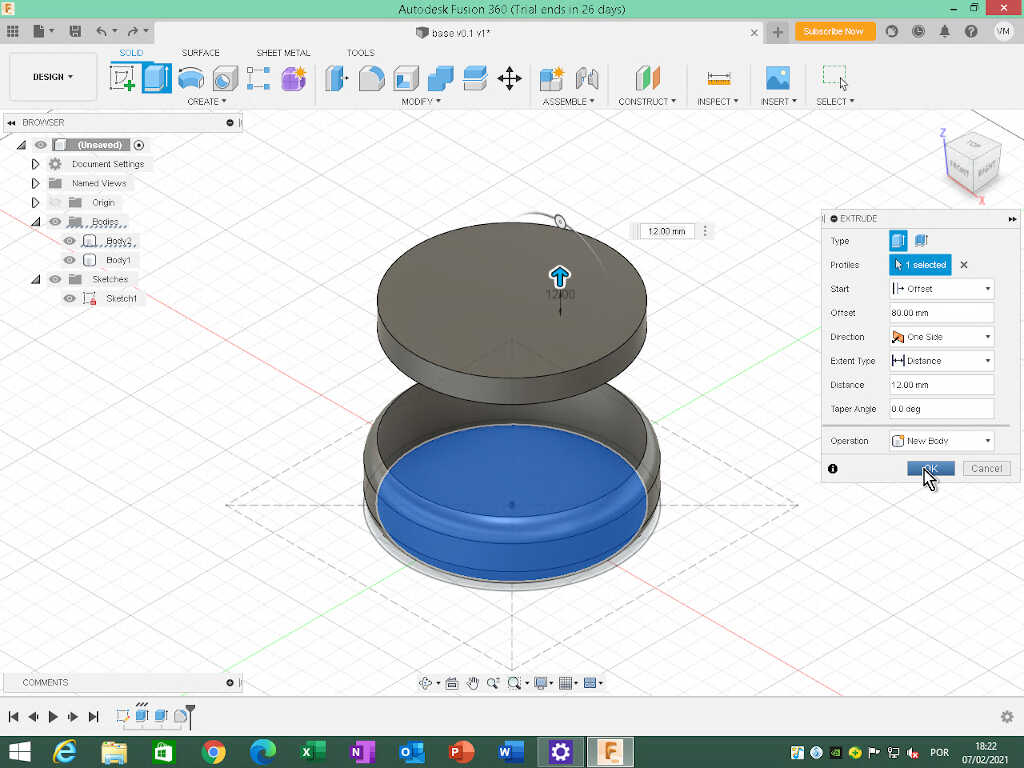 Autodesk Fusion 360 (Trial ends in 26 days)
base v0.1 v1*
Subscribe Now
VM
SOLID
SURFACE
SHEET METAL
TOOLS
DESIGN
CREATE
MODIFY
ASSEMBLE
CONSTRUCT
INSPECT
INSERT
SELECT
BROWSER
(Unsaved)
Document Settings
Named Views
Origin
Bodies
Body2
Body1
Sketches
Sketch1
Z
TOP
FRONT
RIGHT
X
12.00 mm
12.00
EXTRUDE
Type
Profiles
1 selected
Start
Offset
Offset
80.00 mm
Direction
One Side
Extent Type
Distance
Distance
12.00 mm
Taper Angle
0.0 deg
Operation
New Body
OK
Cancel
COMMENTS
POR
18:22
07/02/2021